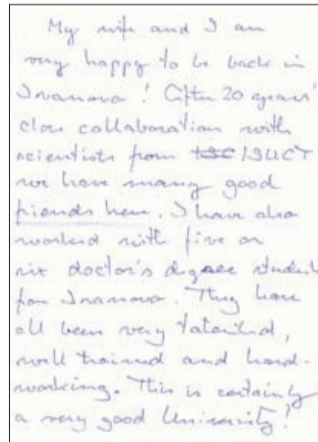 My wife and I am
very happy to be back in
Ivanovo! After 20 years'
close collaboration with
scientists from ISUCT
we have many good
friends here. I have also
worked with five or
six doctor's degree students
from Ivanovo. They have
all been very talented,
well trained and hard-
working. This is certainly
a very good University!